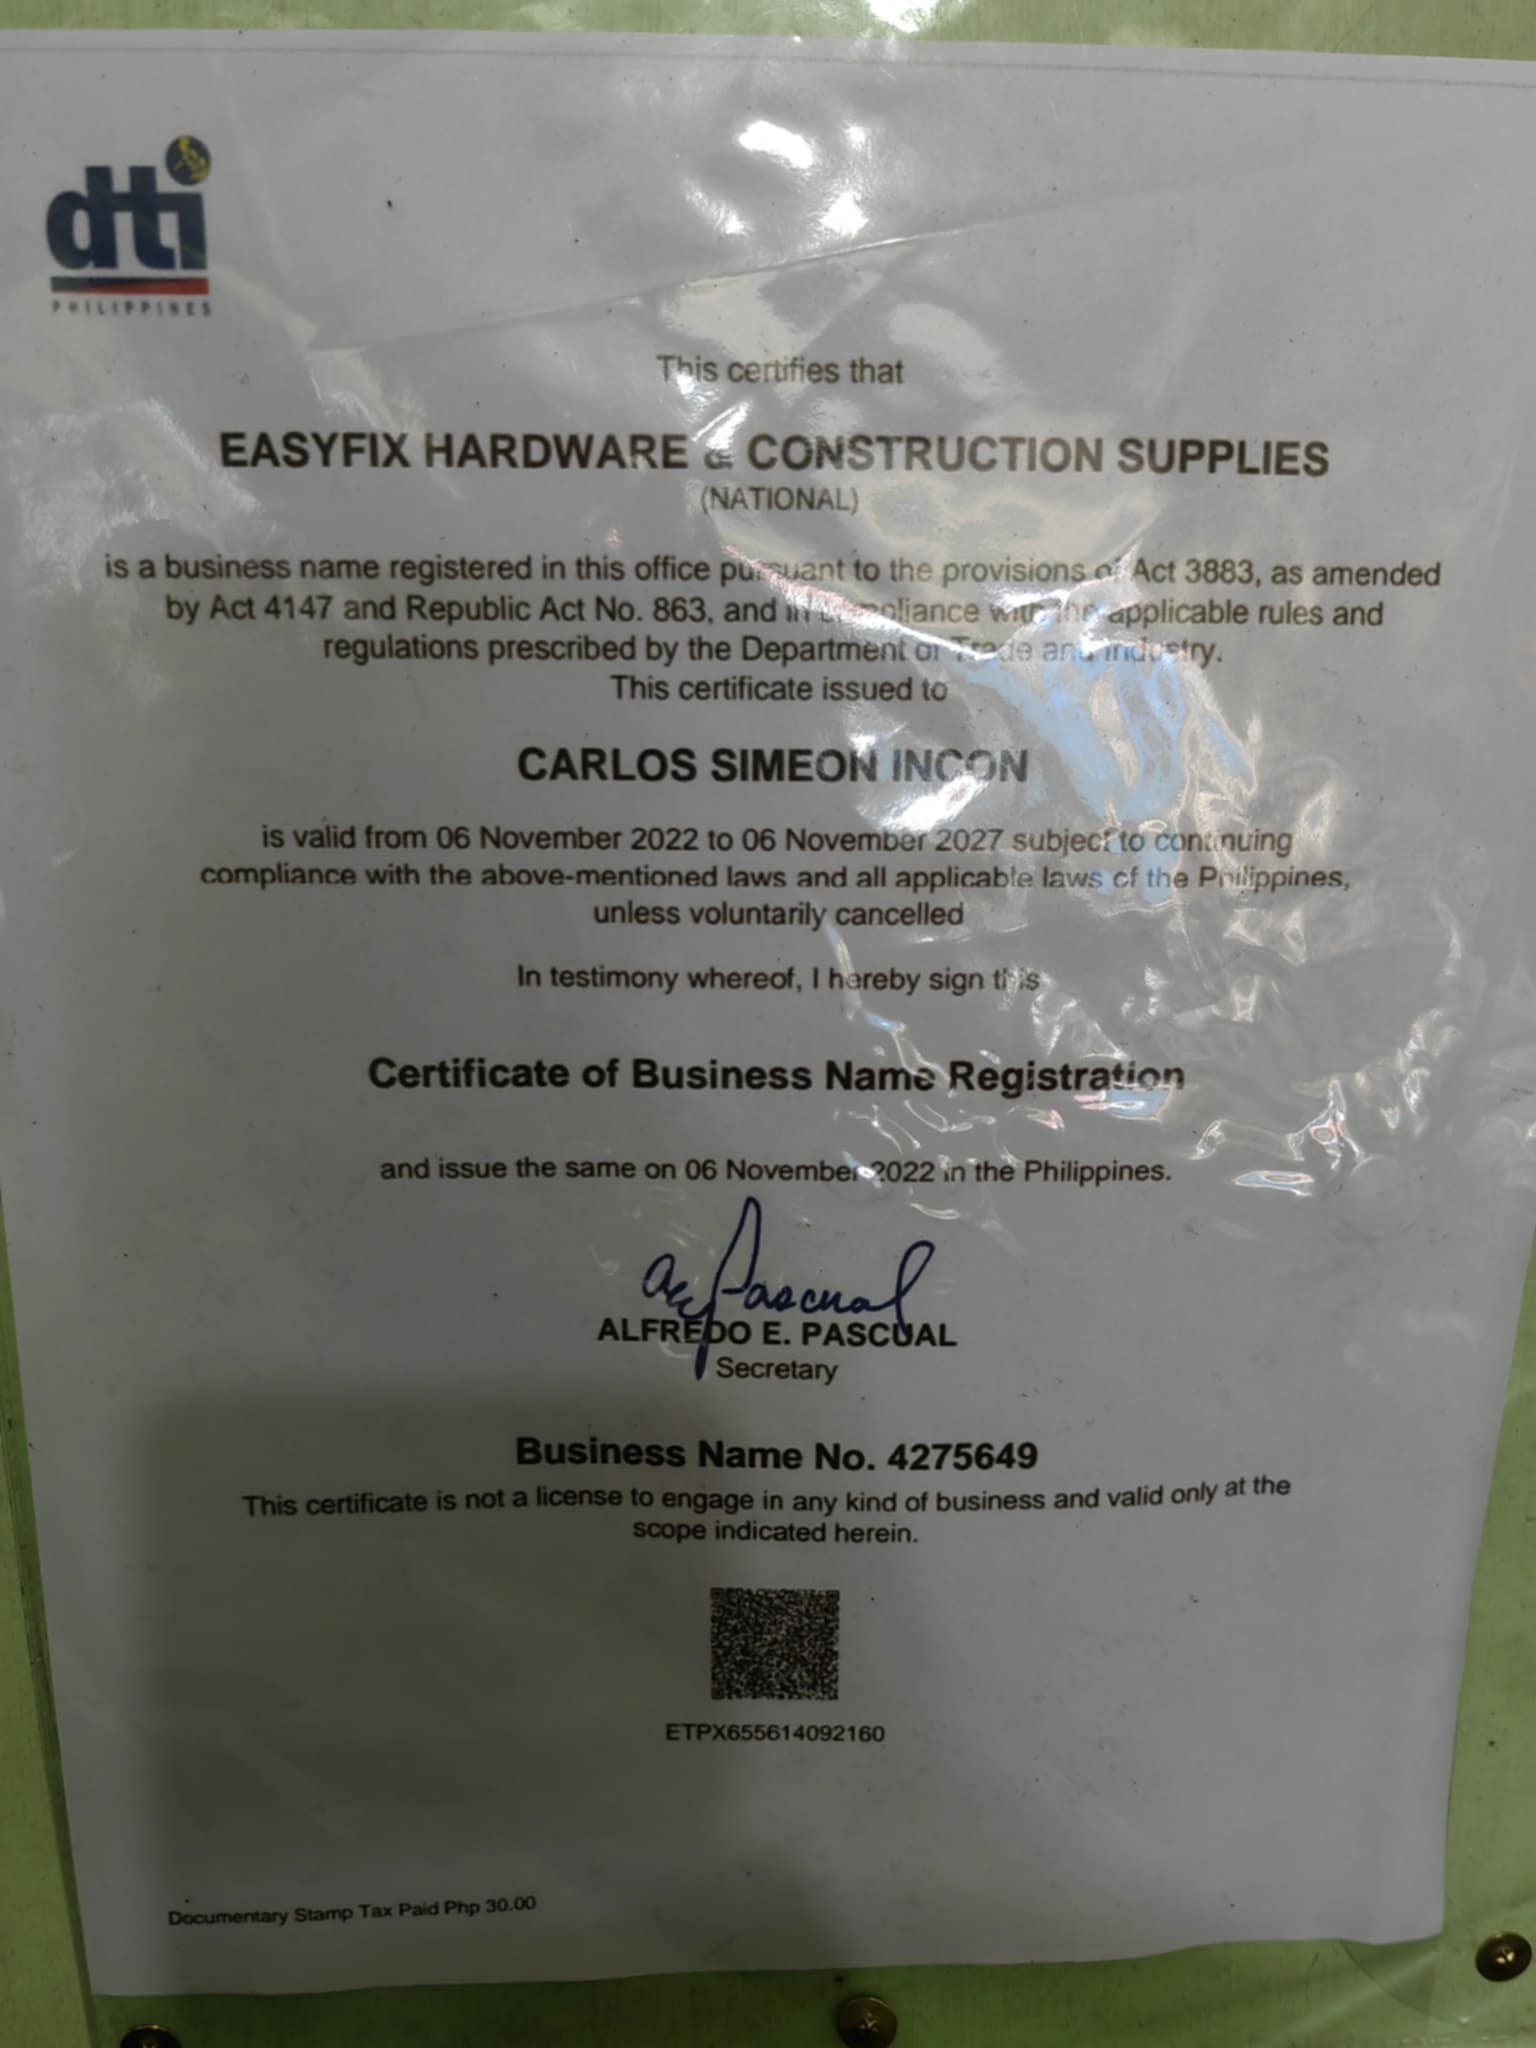 dti
PHILIPPINES
This certifies that
EASYFIX HARDWARE & CONSTRUCTION SUPPLIES
(NATIONAL)
is a business name registered in this office pursuant to the provisions of Act 3883, as amended
by Act 4147 and Republic Act No. 863, and in compliance with the applicable rules and
regulations prescribed by the Department of Trade and Industry.
This certificate issued to
CARLOS SIMEON INCON
is valid from 06 November 2022 to 06 November 2027 subject to continuing
compliance with the above-mentioned laws and all applicable laws of the Philippines,
unless voluntarily cancelled
In testimony whereof, I hereby sign this
Certificate of Business Name Registration
and issue the same on 06 November 2022 in the Philippines.
ALFREDO E. PASCUAL
Secretary
Business Name No. 4275649
This certificate is not a license to engage in any kind of business and valid only at the
scope indicated herein.
ETPX655614092160
Documentary Stamp Tax Paid Php 30.00